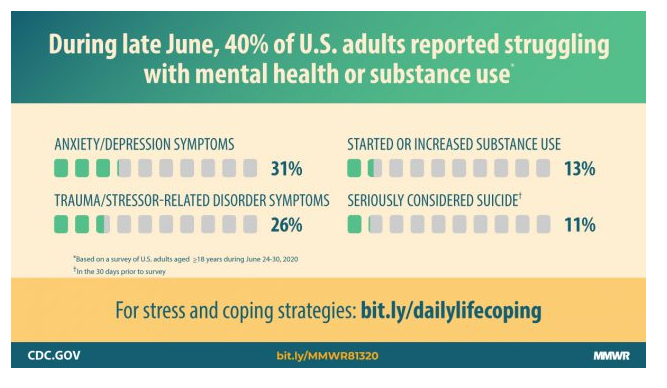 During late June, 40% of U.S. adults reported struggling
with mental health or substance use*
ANXIETY/DEPRESSION SYMPTOMS
31%
TRAUMA/STRESSOR-RELATED DISORDER SYMPTOMS
26%
STARTED OR INCREASED SUBSTANCE USE
13%
SERIOUSLY CONSIDERED SUICIDE†
11%
*Based on a survey of U.S. adults aged ≥18 years during June 24-30, 2020
†In the 30 days prior to survey
For stress and coping strategies: bit.ly/dailylifecoping
CDC.GOV
bit.ly/MMWR81320
MMWR